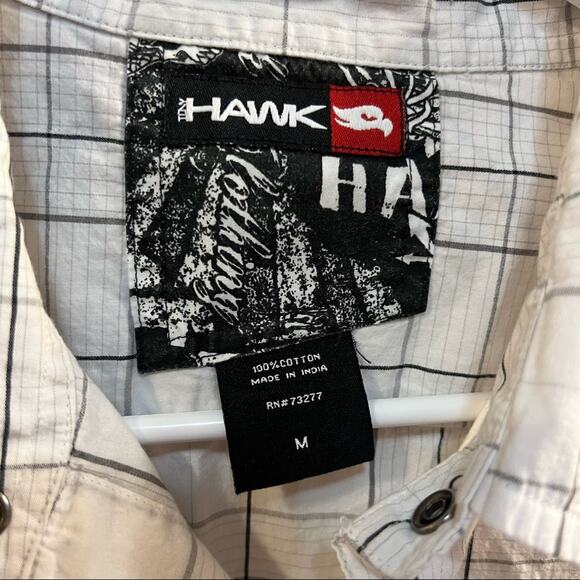 TONY HAWK
HA
Clothing
100% COTTON
MADE IN INDIA
RN#73277
M